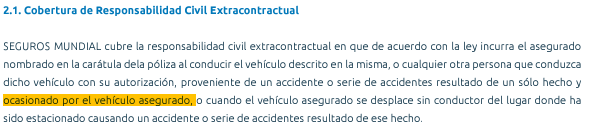 2.1. Cobertura de Responsabilidad Civil Extracontractual
SEGUROS MUNDIAL cubre la responsabilidad civil extracontractual en que de acuerdo con la ley incurra el asegurado
nombrado en la carátula dela póliza al conducir el vehículo descrito en la misma, o cualquier otra persona que conduzca
dicho vehículo con su autorización, proveniente de un accidente o serie de accidentes resultado de un sólo hecho y
ocasionado por el vehículo asegurado, o cuando el vehículo asegurado se desplace sin conductor del lugar donde ha
sido estacionado causando un accidente o serie de accidentes resultado de ese hecho.